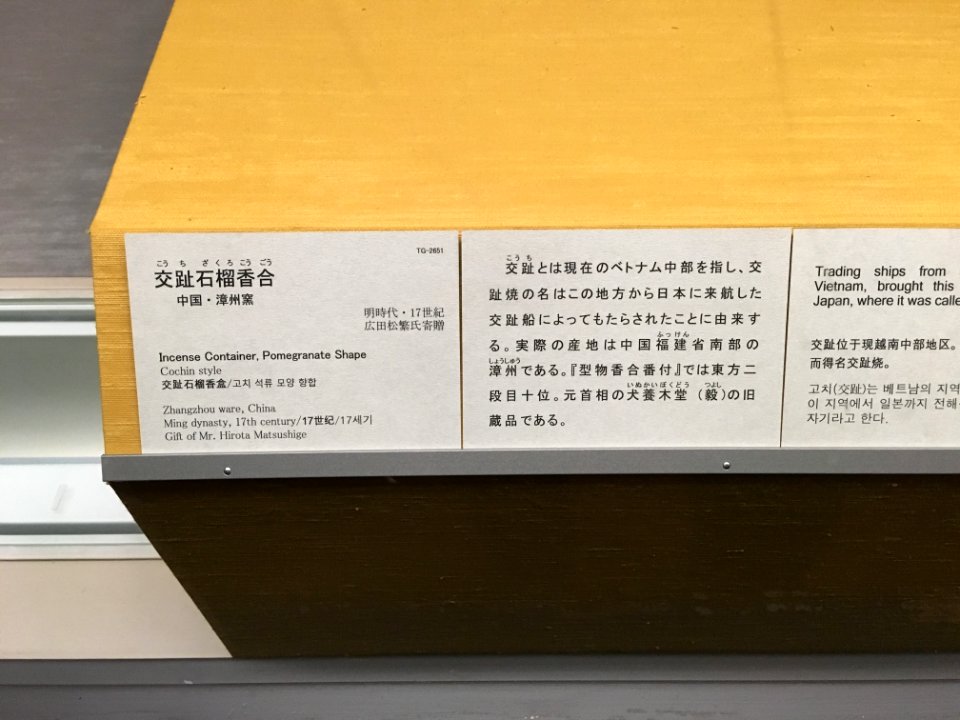 TG-2651
こうち ざくろ こうごう
交趾石榴香合
中国・漳州窯
明時代・17世紀
広田松繁氏寄贈
Incense Container, Pomegranate Shape
Cochin style
交趾石榴香盒/고치 석류 모양 향합
Zhangzhou ware, China
Ming dynasty, 17th century/17世纪/17세기
Gift of Mr. Hirota Matsushige
こうち
交趾とは現在のベトナム中部を指し、交
趾焼の名はこの地方から日本に来航した
交趾船によってもたらされたことに由来す
ふっけん
る。実際の産地は中国福建省南部の
しょうしゅう
漳州である。『型物香合番付』では東方二
段目十位。元首相の犬養木堂（毅）の旧
いぬかいぼくどう つよし
蔵品である。
Trading ships from
Vietnam, brought this
Japan, where it was calle
交趾位于现越南中部地区。
而得名交趾烧。
고치(交趾)는 베트남의 지역
이 지역에서 일본까지 전해
자기라고 한다.